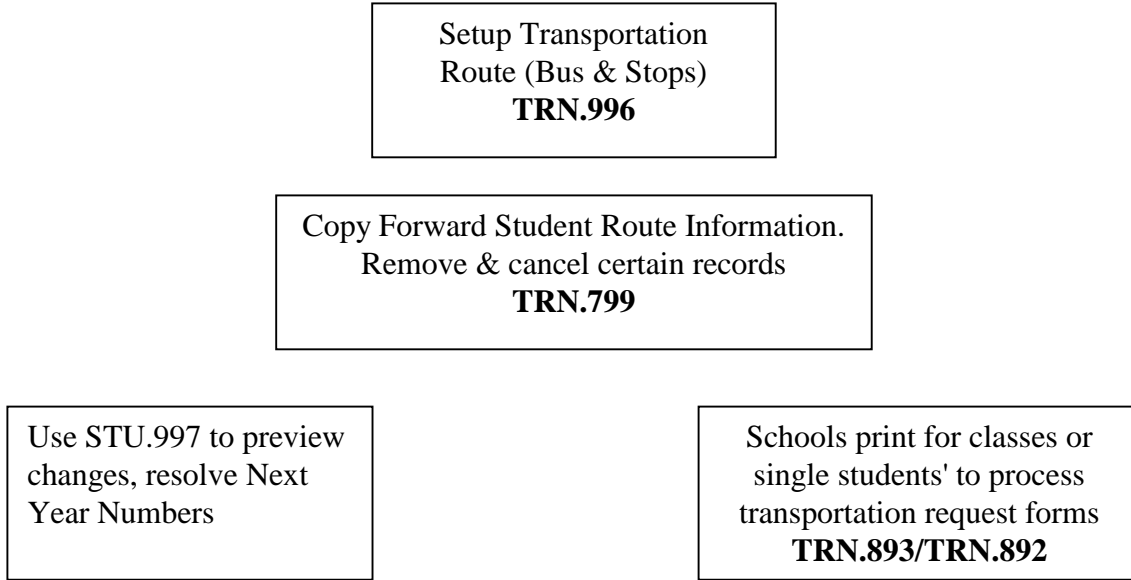 Setup Transportation
Route (Bus & Stops)
TRN.996
Copy Forward Student Route Information.
Remove & cancel certain records
TRN.799
Use STU.997 to preview
changes, resolve Next
Year Numbers
Schools print for classes or
single students' to process
transportation request forms
TRN.893/TRN.892